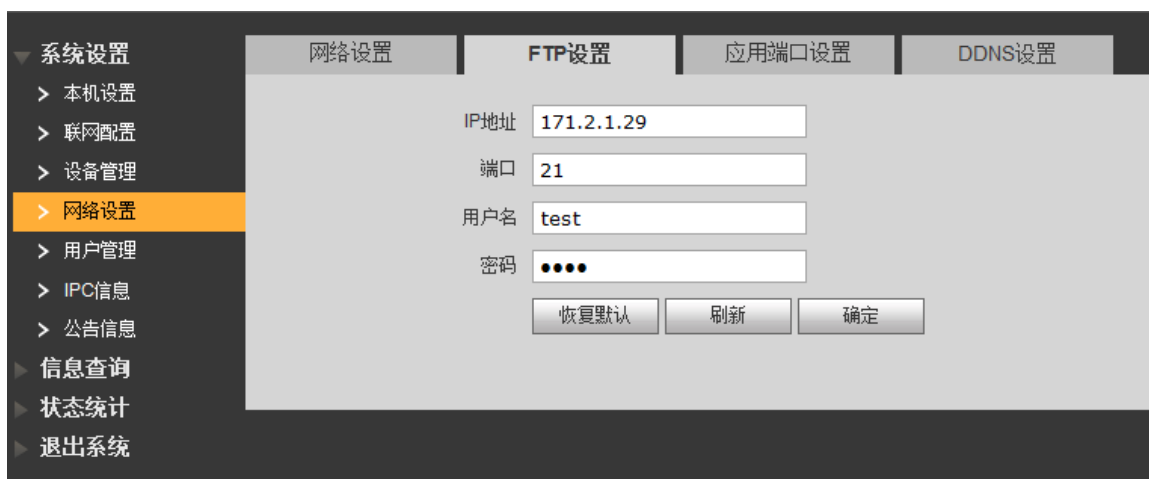 系统设置
本机设置
联网配置
设备管理
网络设置
用户管理
IPC信息
公告信息
信息查询
状态统计
退出系统
网络设置 FTP设置 应用端口设置 DDNS设置
IP地址 171.2.1.29
端口 21
用户名 test
密码 ●●●●
恢复默认 刷新 确定